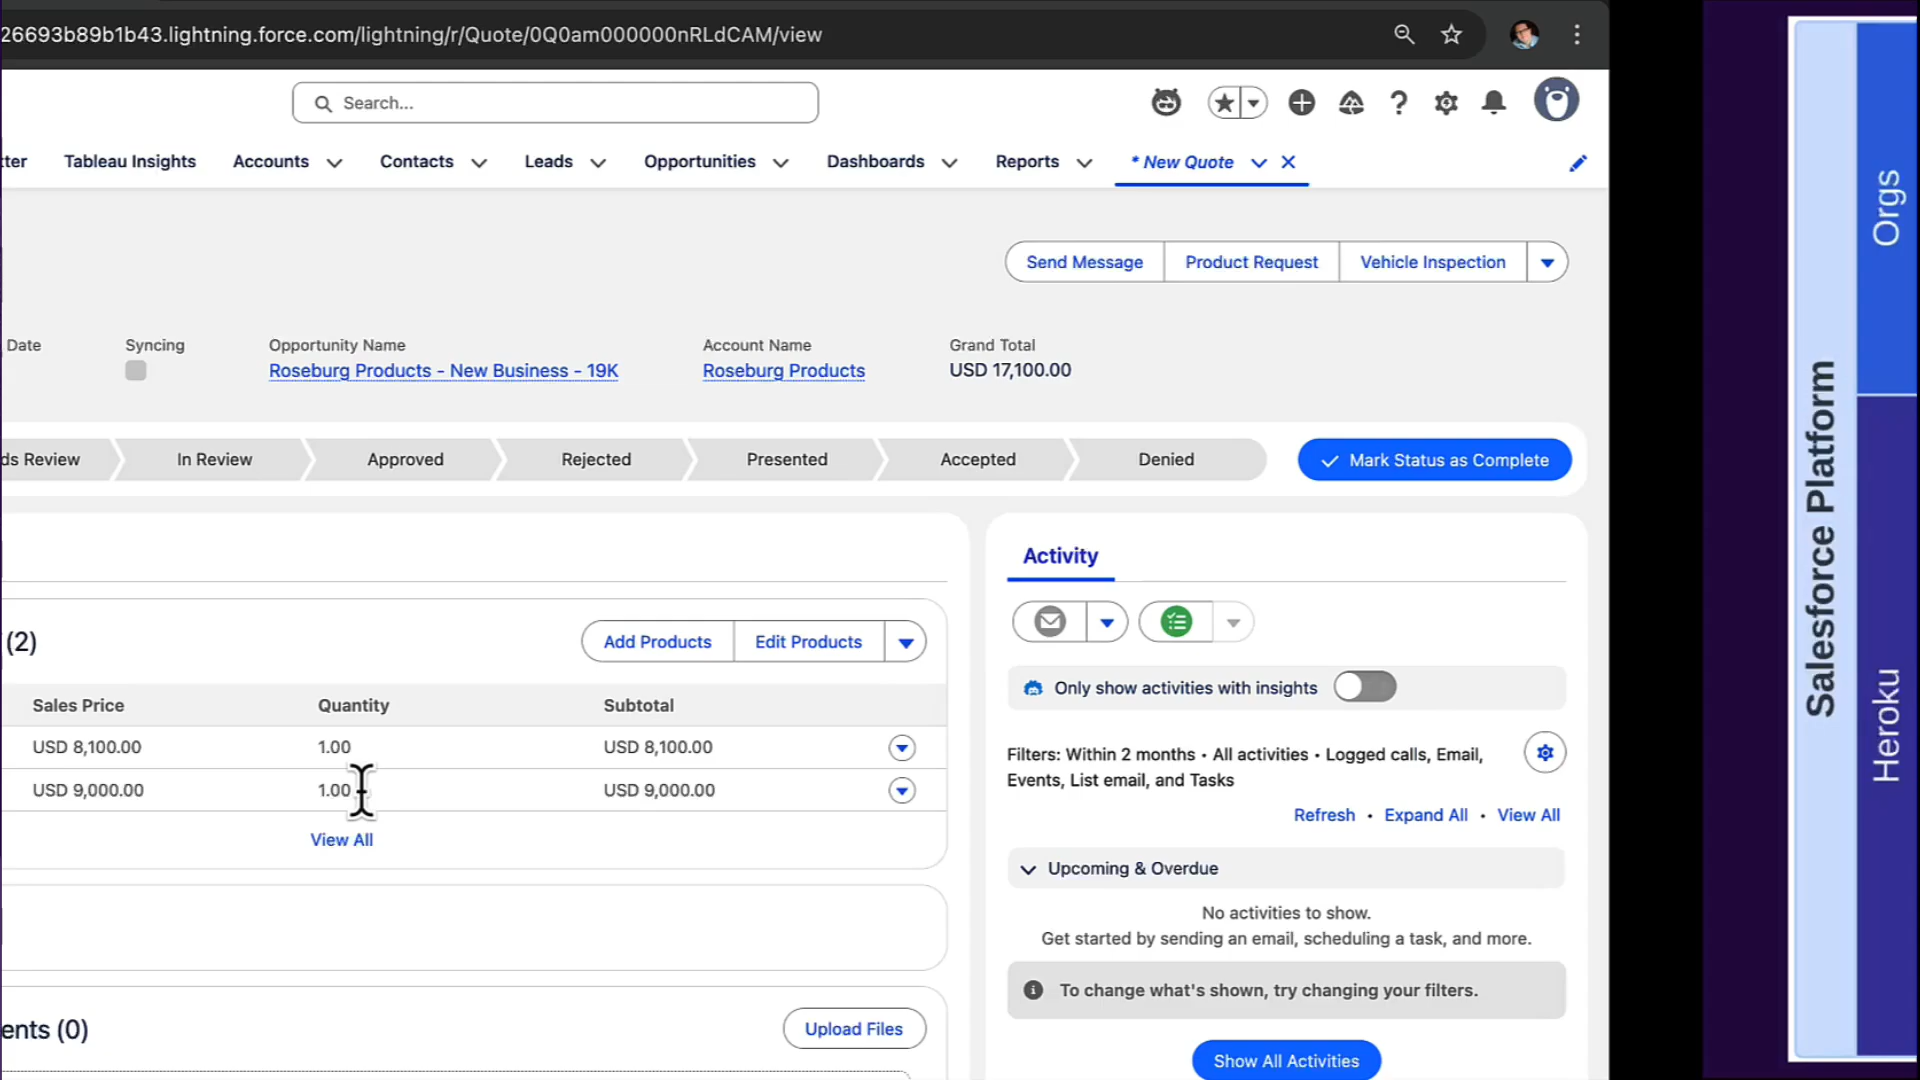 26693b89b1b43.lightning.force.com/lightning/r/Quote/0Q0am000000nRLdCAM/view
Search...
tter Tableau Insights Accounts Contacts Leads Opportunities Dashboards Reports * New Quote
Send Message Product Request Vehicle Inspection
Date Syncing Opportunity Name Account Name Grand Total
Roseburg Products - New Business - 19K Roseburg Products USD 17,100.00
ds Review In Review Approved Rejected Presented Accepted Denied Mark Status as Complete
Activity
(2) Add Products Edit Products
Sales Price Quantity Subtotal
USD 8,100.00 1.00 USD 8,100.00
USD 9,000.00 1.00 USD 9,000.00
View All
ents (0) Upload Files
Only show activities with insights
Filters: Within 2 months • All activities • Logged calls, Email,
Events, List email, and Tasks
Refresh • Expand All • View All
Upcoming & Overdue
No activities to show.
Get started by sending an email, scheduling a task, and more.
To change what's shown, try changing your filters.
Show All Activities
Salesforce Platform
Orgs
Heroku